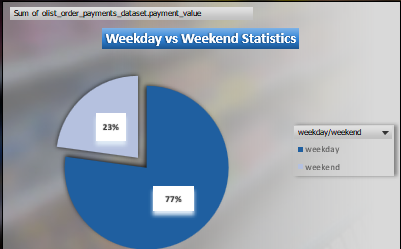 Sum of olist_order_payments_dataset.payment_value
Weekday vs Weekend Statistics
23%
77%
weekday/weekend
weekday
weekend